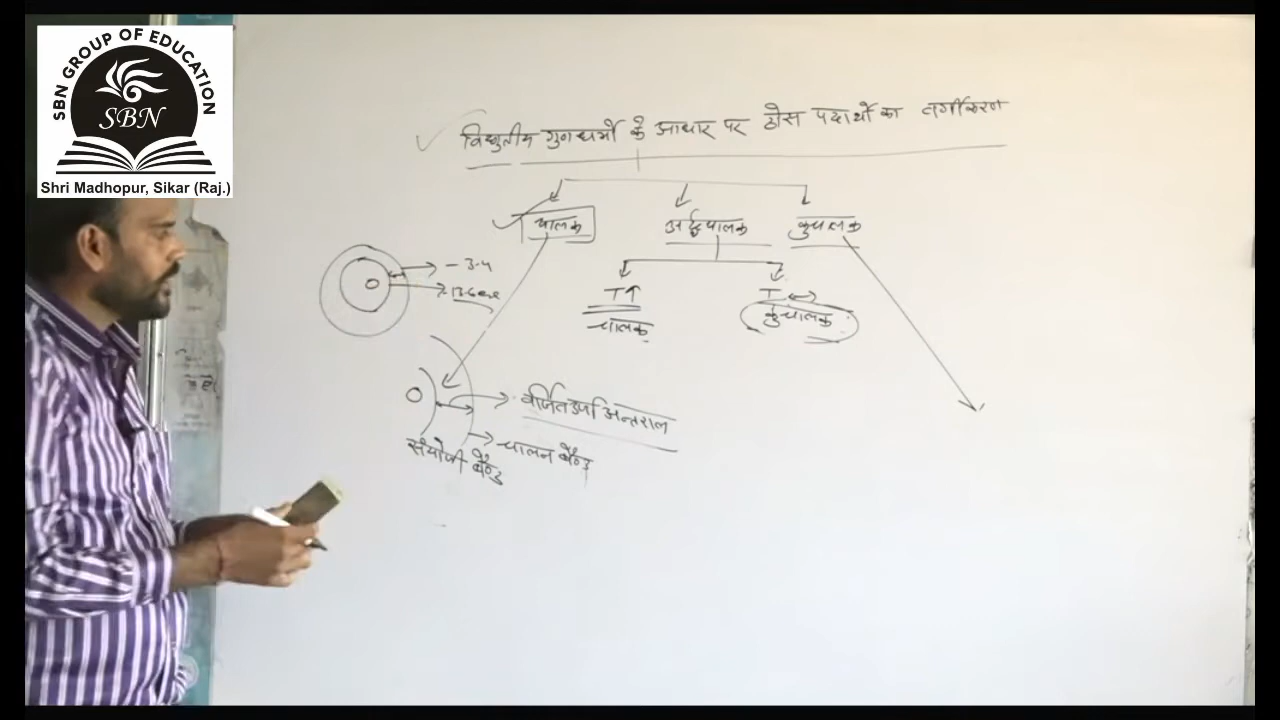 SBN GROUP OF EDUCATION
SBN
Shri Madhopur, Sikar (Raj.)
विद्युतीय गुणधर्मो के आधार पर ठोस पदार्थो का वर्गीकरण
चालक अर्द्धचालक कुचालक
3-4
T↑ T
चालक कुचालक
वर्जित उर्जा अन्तराल
चालन बैण्ड
संयोजी बैण्ड